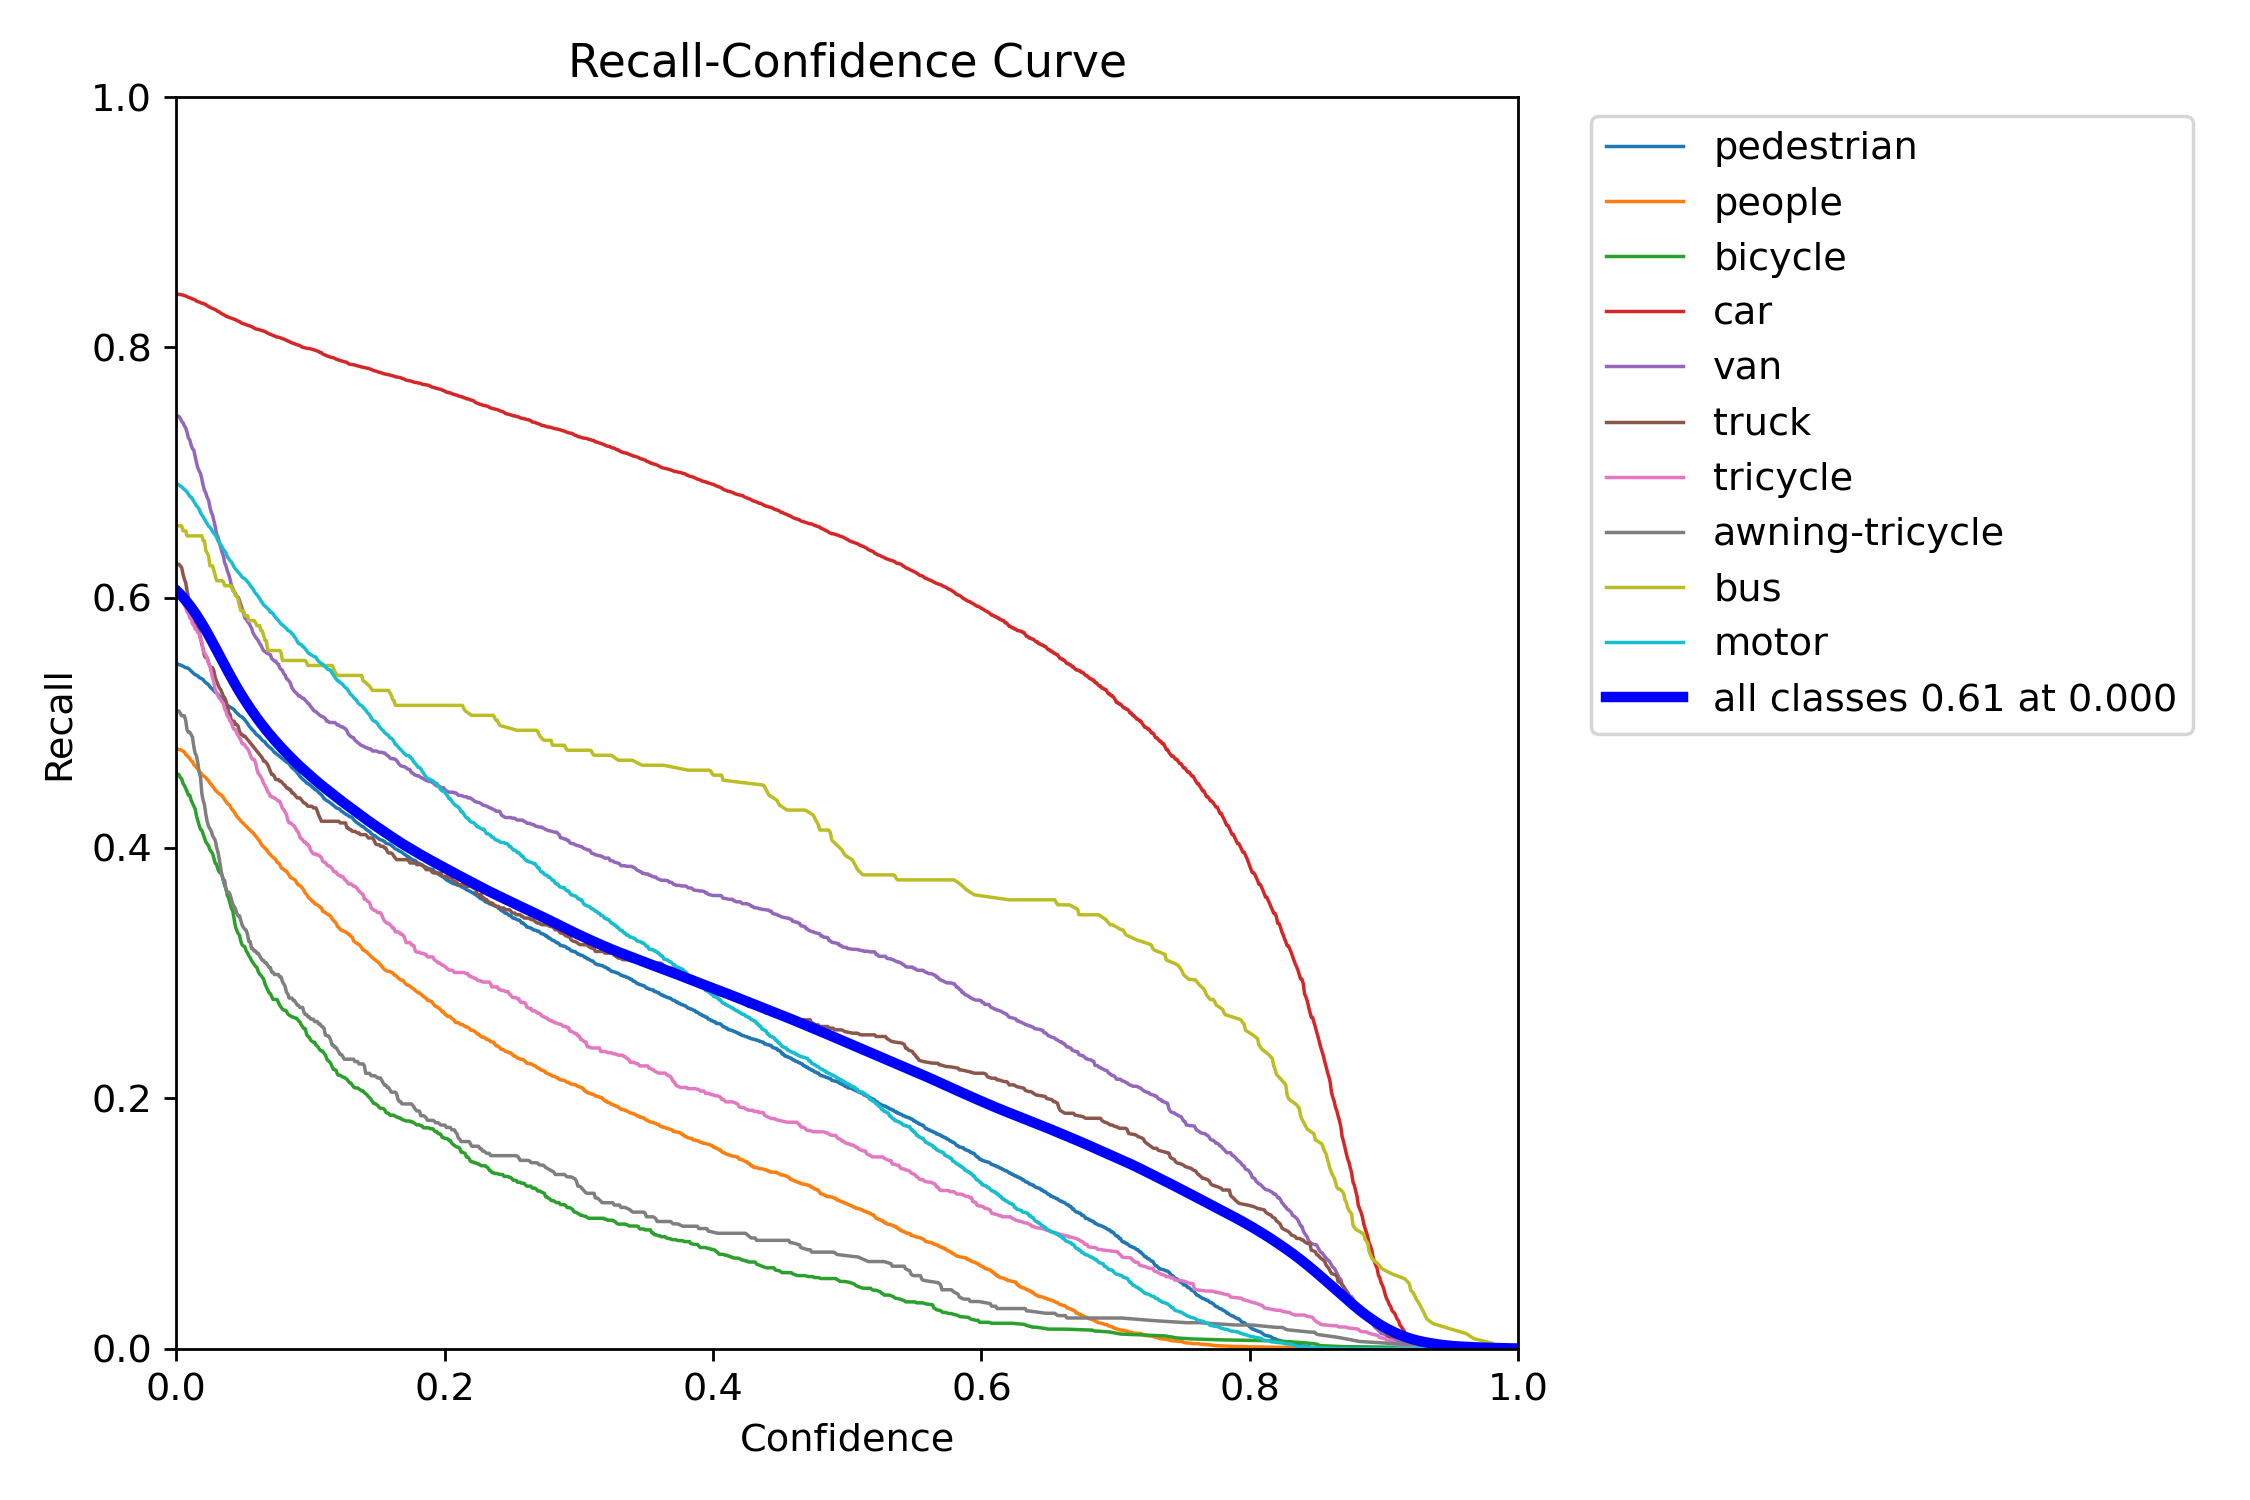 Recall-Confidence Curve
1.0
0.8
0.6
0.4
0.2
0.0
Recall
0.0 0.2 0.4 0.6 0.8 1.0
Confidence
pedestrian
people
bicycle
car
van
truck
tricycle
awning-tricycle
bus
motor
all classes 0.61 at 0.000